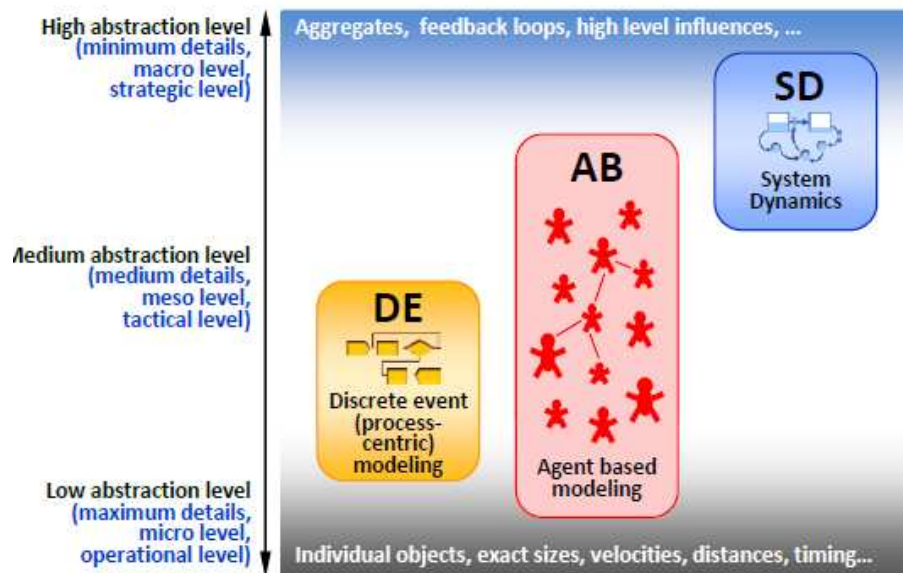 High abstraction level
(minimum details,
macro level,
strategic level)
Aggregates, feedback loops, high level influences, ...
SD
System
Dynamics
AB
Medium abstraction level
(medium details,
meso level,
tactical level)
DE
Discrete event
(process-
centric)
modeling
Agent based
modeling
Low abstraction level
(maximum details,
micro level,
operational level)
Individual objects, exact sizes, velocities, distances, timing...